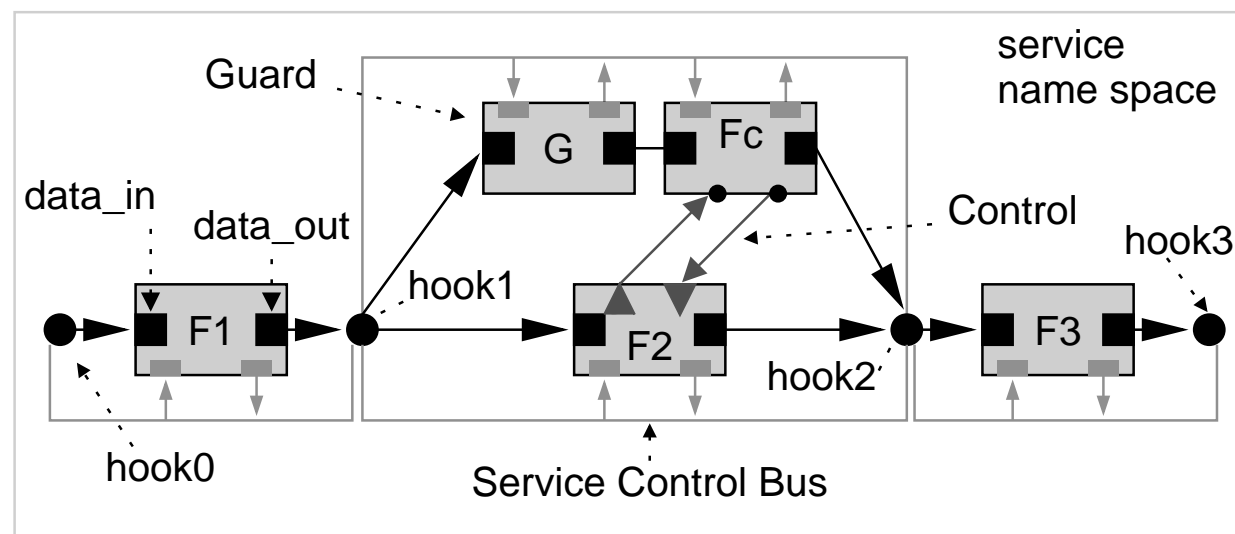 service
name space
Guard
G
Fc
data_in
data_out
Control
hook3
hook1
F1
F2
F3
hook2
hook0
Service Control Bus